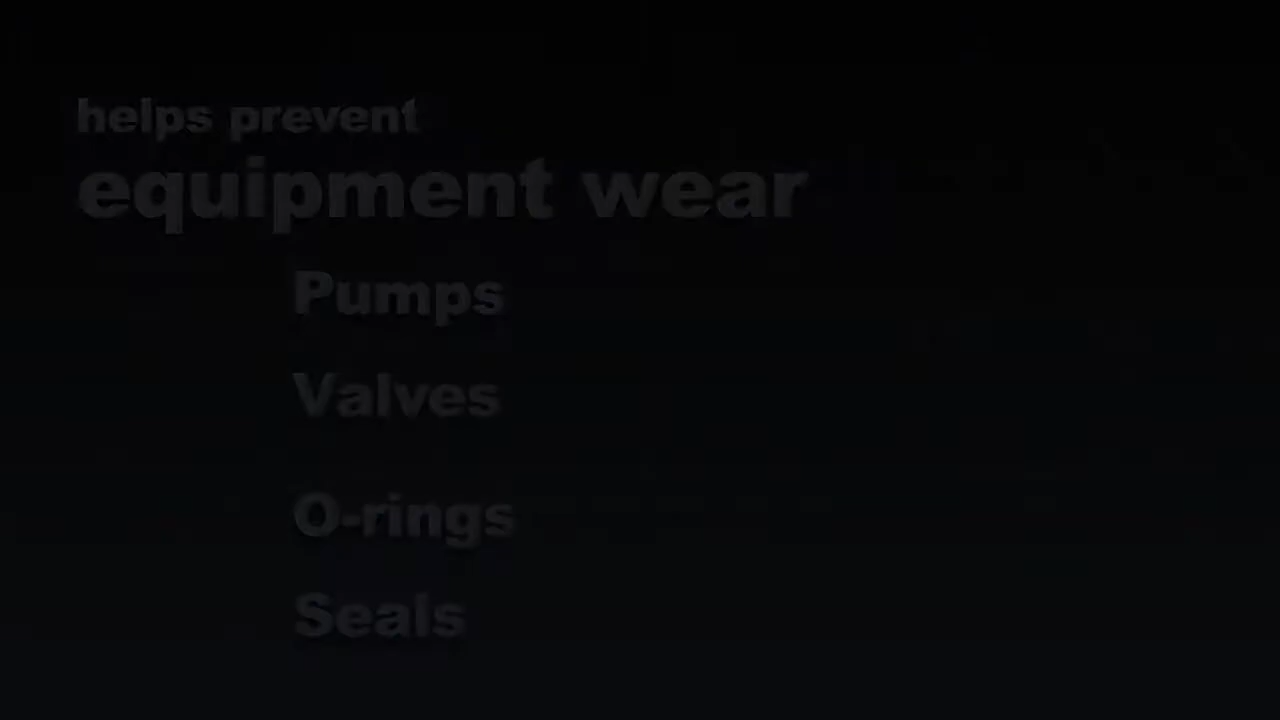 helps prevent
equipment wear
Pumps
Valves
O-rings
Seals